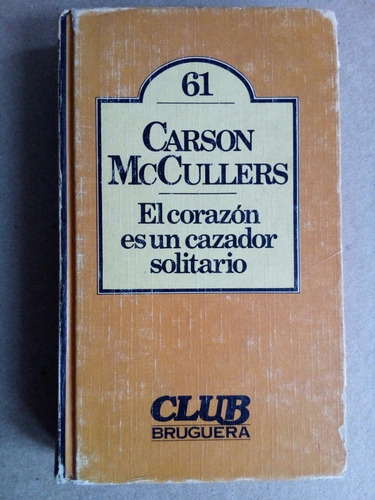 61
CARSON
McCULLERS
El corazón
es un cazador
solitario
CLUB
BRUGUERA